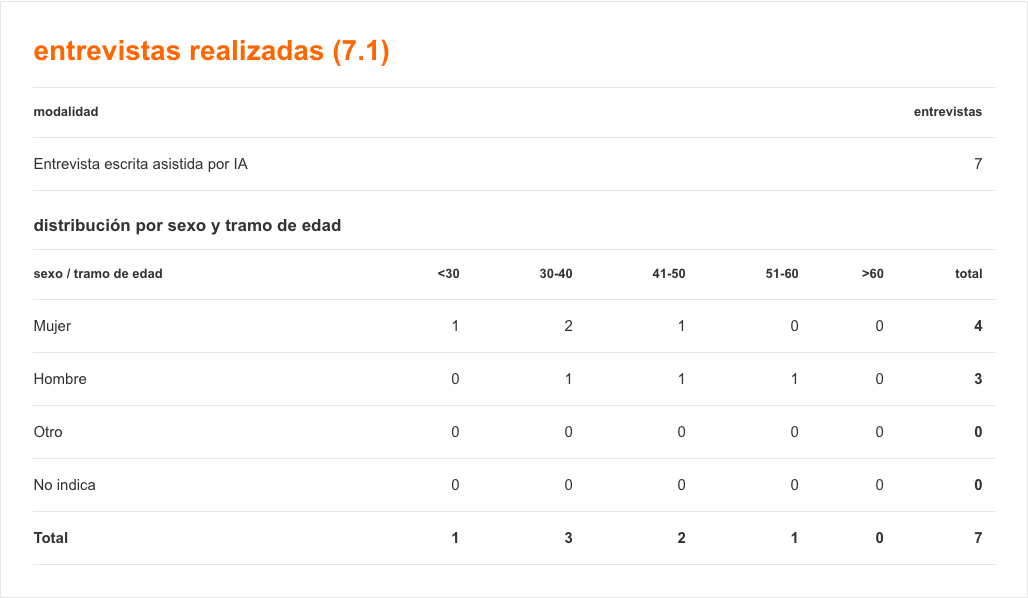 entrevistas realizadas (7.1)
modalidad entrevistas
Entrevista escrita asistida por IA 7
distribución por sexo y tramo de edad
sexo / tramo de edad <30 30-40 41-50 51-60 >60 total
Mujer 1 2 1 0 0 4
Hombre 0 1 1 1 0 3
Otro 0 0 0 0 0 0
No indica 0 0 0 0 0 0
Total 1 3 2 1 0 7